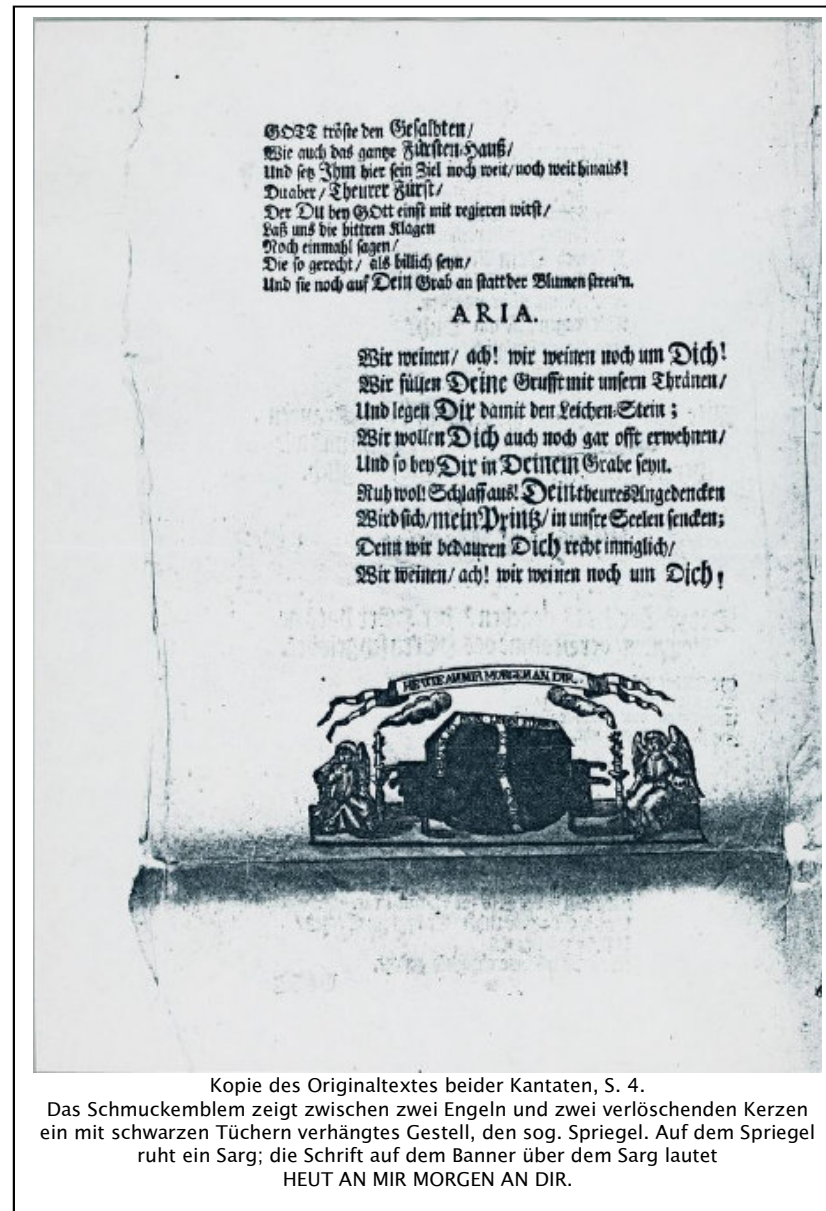 GOTT tröste den Gesalbten/
Wie auch das gantze Fürsten-Hauß/
Und setz Ihm hier sein Ziel noch weit/ noch weit hinaus!
Du aber/ Theurer Fürst/
Der DU bey GOtt einst mit regieren wirst/
Laß uns die bittren Klagen
Noch einmahl sagen/
Die so gerecht/ als billich seyn/
Und sie noch auf Dein Grab an statt der Blumen streu'n.
ARIA.
Wir weinen/ ach! wir weinen noch um Dich!
Wir füllen Deine Grufft mit unsern Thränen/
Und legen Dir damit den Leichen-Stein;
Wir wollen Dich auch noch gar offt erwehnen/
Und so bey Dir in Deinem Grabe seyn.
Ruh wol! Schlaff aus! Dein theures Angedencken
Wird sich/ mein Printz/ in unsre Seelen sencken;
Denn wir bedauren Dich recht inniglich/
Wir weinen/ ach! wir weinen noch um Dich!
HEUTE AN MIR MORGEN AN DIR.
Kopie des Originaltextes beider Kantaten, S. 4.
Das Schmuckemblem zeigt zwischen zwei Engeln und zwei verlöschenden Kerzen
ein mit schwarzen Tüchern verhängtes Gestell, den sog. Spriegel. Auf dem Spriegel
ruht ein Sarg; die Schrift auf dem Banner über dem Sarg lautet
HEUT AN MIR MORGEN AN DIR.